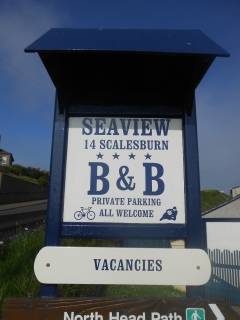 SEAVIEW
14 SCALESBURN
B & B
PRIVATE PARKING
ALL WELCOME
VACANCIES
North Head Path